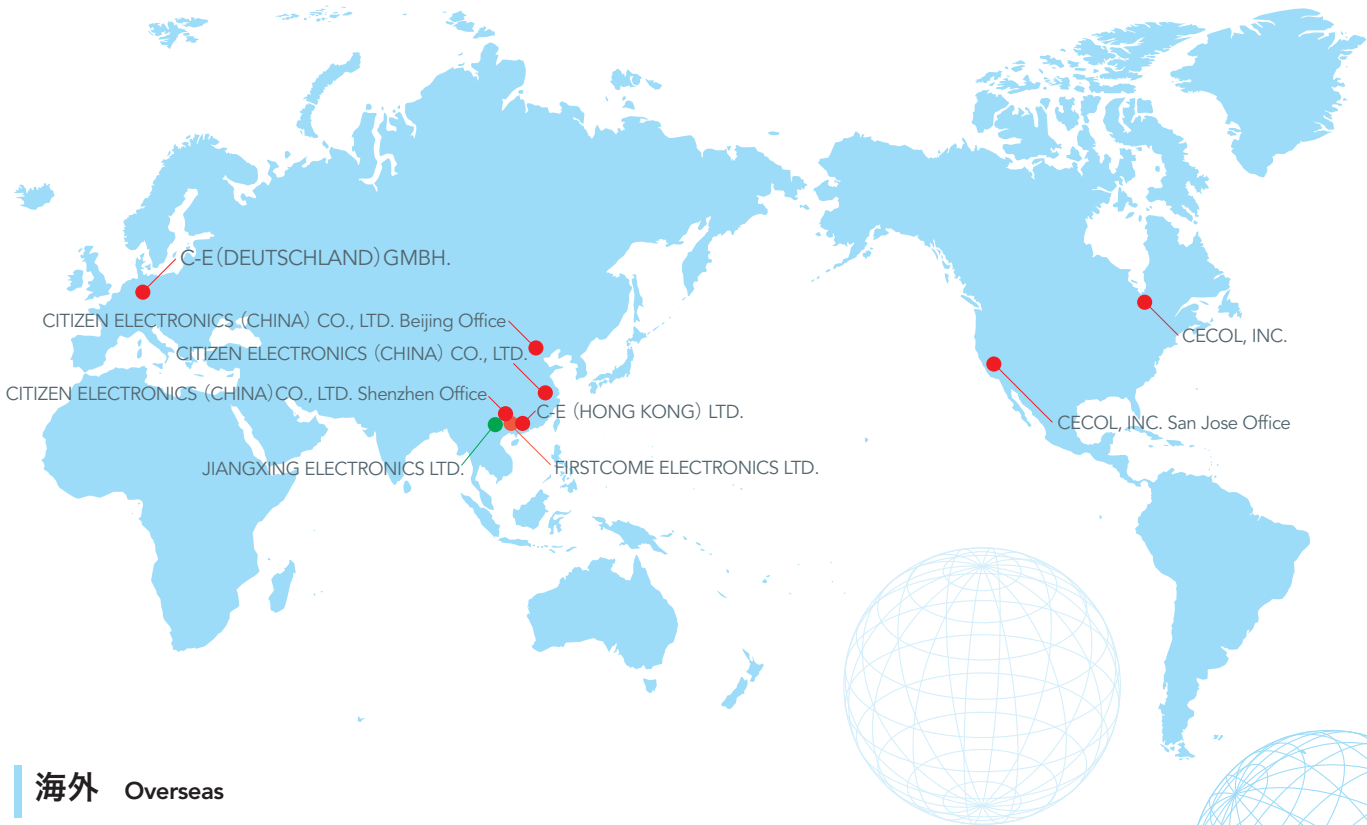 C-E(DEUTSCHLAND)GMBH.
CITIZEN ELECTRONICS (CHINA) CO., LTD. Beijing Office
CECOL, INC.
CITIZEN ELECTRONICS (CHINA) CO., LTD.
CITIZEN ELECTRONICS (CHINA)CO., LTD. Shenzhen Office
C-E (HONG KONG) LTD.
CECOL, INC. San Jose Office
JIANGXING ELECTRONICS LTD.
FIRSTCOME ELECTRONICS LTD.
海外 Overseas